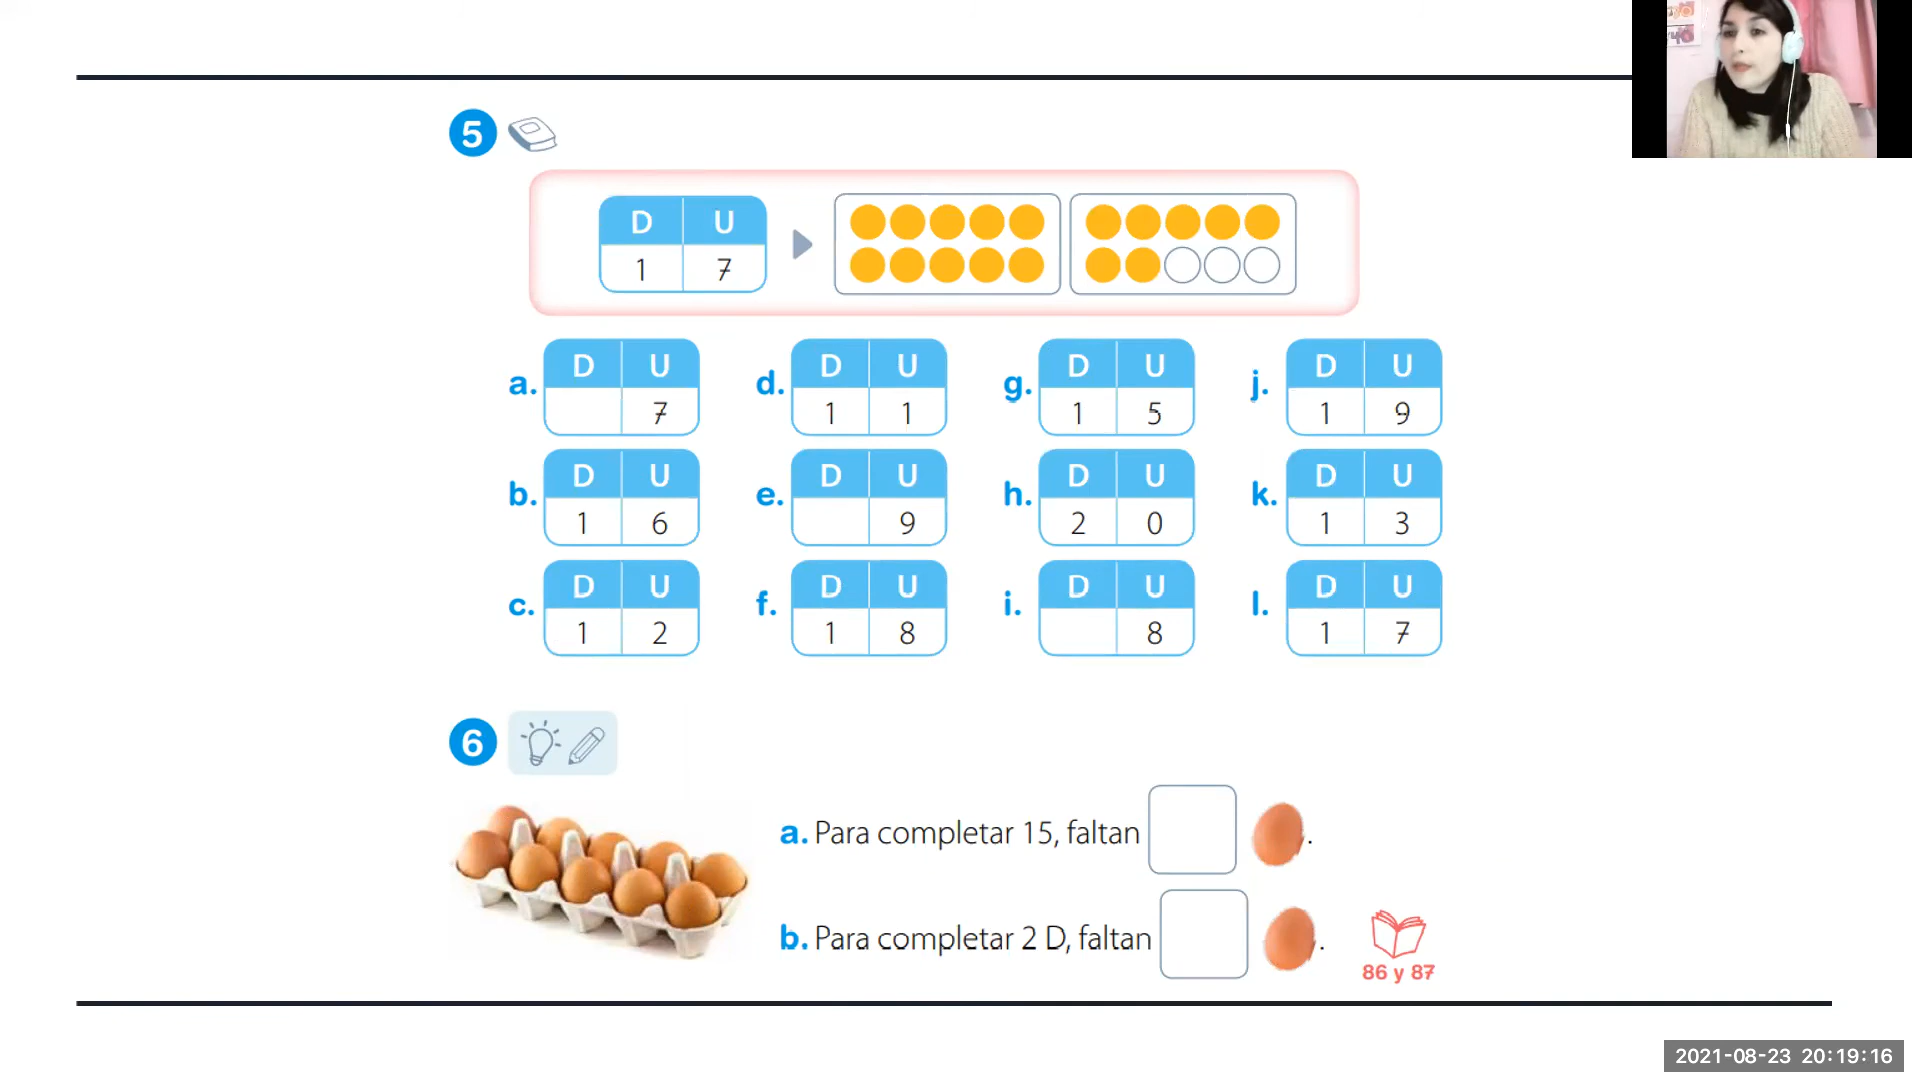 5
D U
1 7
a. D U
7
d. D U
1 1
g. D U
1 5
j. D U
1 9
b. D U
1 6
e. D U
9
h. D U
2 0
k. D U
1 3
c. D U
1 2
f. D U
1 8
i. D U
8
l. D U
1 7
6
a. Para completar 15, faltan .
b. Para completar 2 D, faltan .
86 y 87
2021-08-23 20:19:16